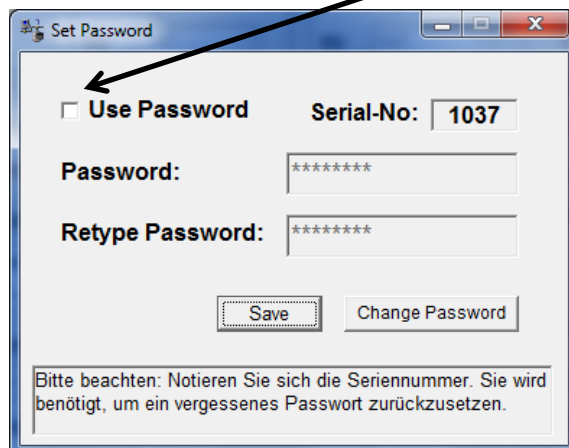 Set Password
Use Password
Serial-No: 1037
Password: ********
Retype Password: ********
Save
Change Password
Bitte beachten: Notieren Sie sich die Seriennummer. Sie wird
benötigt, um ein vergessenes Passwort zurückzusetzen.